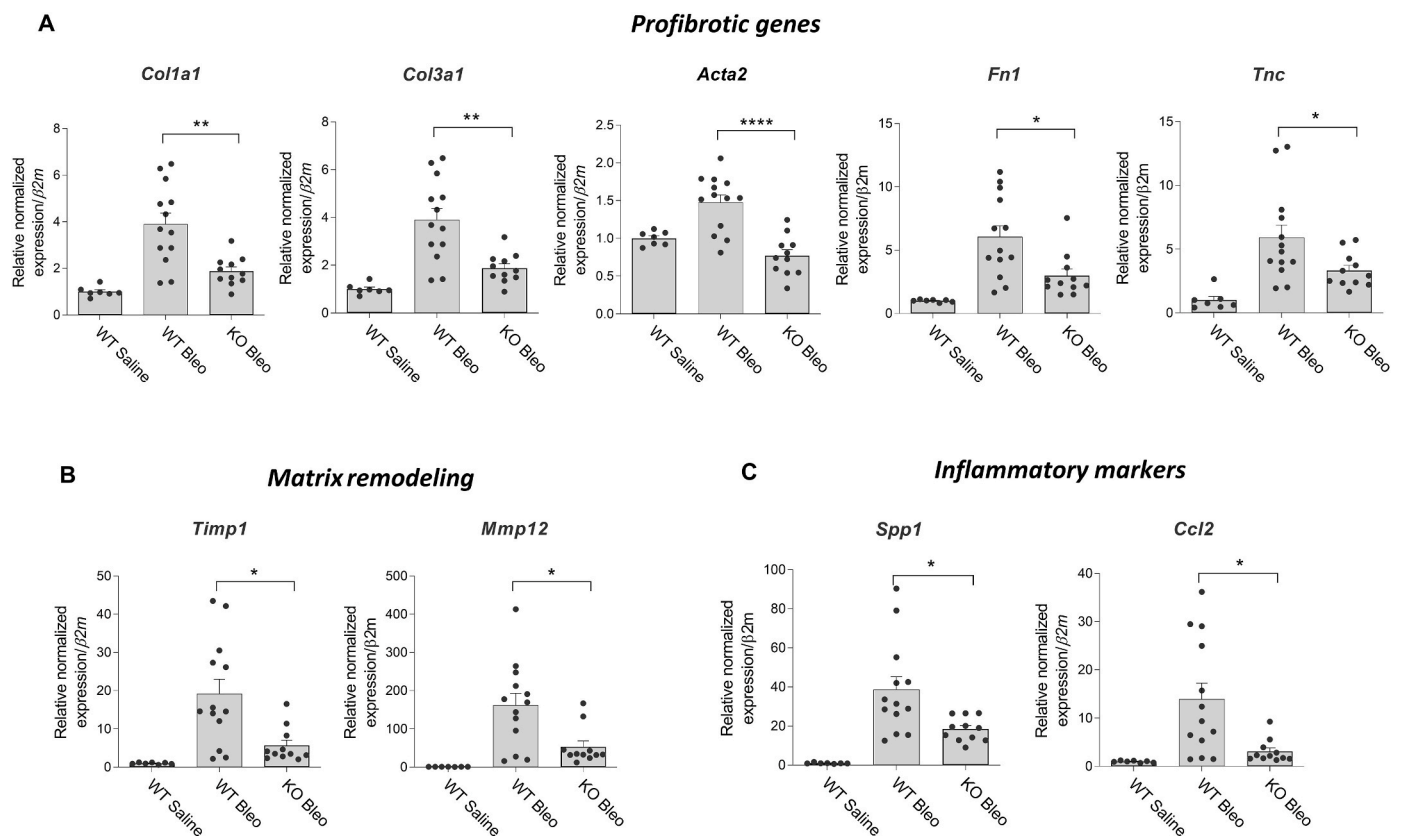 A
Profibrotic genes
Col1a1
Relative normalized
expression/β2m
8
6
4
2
0
**
WT Saline
WT Bleo
KO Bleo
Col3a1
Relative normalized
expression/β2m
8
6
4
2
0
**
WT Saline
WT Bleo
KO Bleo
Acta2
Relative normalized
expression/β2m
2.5
2.0
1.5
1.0
0.5
0.0
****
WT Saline
WT Bleo
KO Bleo
Fn1
Relative normalized
expression/β2m
15
10
5
0
*
WT Saline
WT Bleo
KO Bleo
Tnc
Relative normalized
expression/β2m
15
10
5
0
*
WT Saline
WT Bleo
KO Bleo
B
Matrix remodeling
Timp1
Relative normalized
expression/β2m
50
40
30
20
10
0
*
WT Saline
WT Bleo
KO Bleo
Mmp12
Relative normalized
expression/β2m
500
400
300
200
100
0
*
WT Saline
WT Bleo
KO Bleo
C
Inflammatory markers
Spp1
Relative normalized
expression/β2m
100
80
60
40
20
0
*
WT Saline
WT Bleo
KO Bleo
Ccl2
Relative normalized
expression/β2m
40
30
20
10
0
*
WT Saline
WT Bleo
KO Bleo